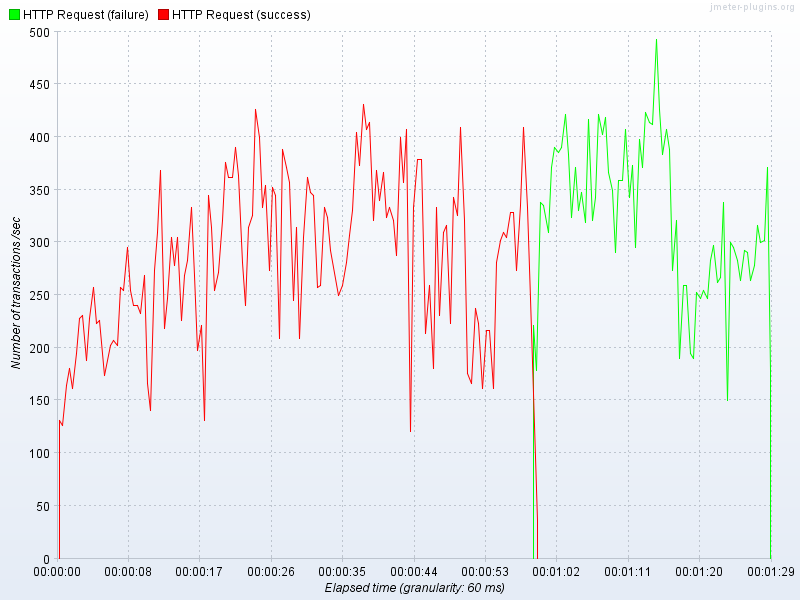 HTTP Request (failure) HTTP Request (success)
jmeter-plugins.org
500
450
400
350
300
250
200
150
100
50
0
Number of transactions /sec
00:00:00 00:00:08 00:00:17 00:00:26 00:00:35 00:00:44 00:00:53 00:01:02 00:01:11 00:01:20 00:01:29
Elapsed time (granularity: 60 ms)